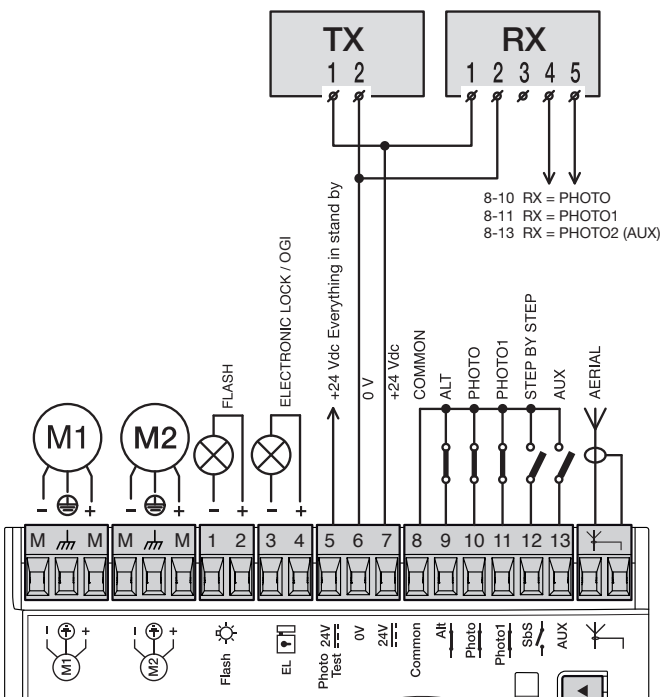 TX
1 2
RX
1 2 3 4 5
8-10 RX = PHOTO
8-11 RX = PHOTO1
8-13 RX = PHOTO2 (AUX)
FLASH
ELECTRONIC LOCK / OGI
+24 Vdc Everything in stand by
0 V
+24 Vdc
COMMON
ALT
PHOTO
PHOTO1
STEP BY STEP
AUX
AERIAL
M1
M2
- +
- +
- +
- +
M M M M 1 2 3 4 5 6 7 8 9 10 11 12 13
- + - +
M1
M2
Flash
EL
Photo Test 24V
0V
24V
Common
Alt
Photo
Photo1
SbS
AUX